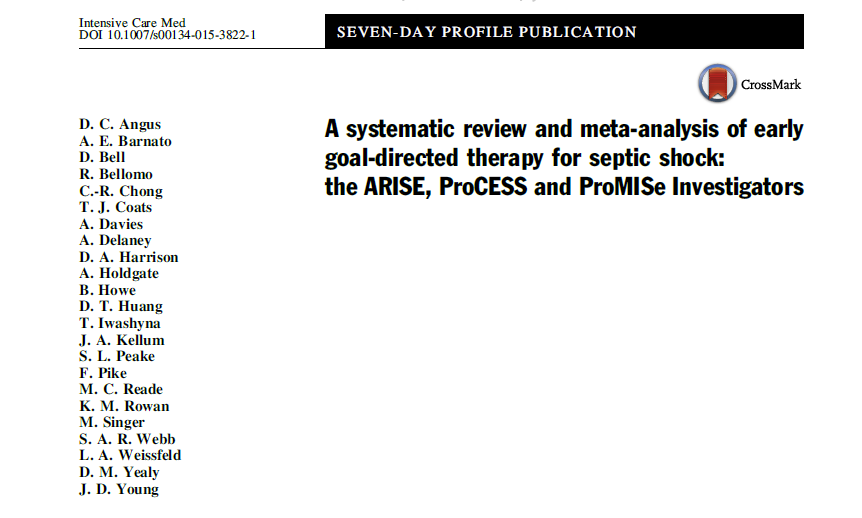 Intensive Care Med
DOI 10.1007/s00134-015-3822-1
SEVEN-DAY PROFILE PUBLICATION
CrossMark
D. C. Angus
A. E. Barnato
D. Bell
R. Bellomo
C.-R. Chong
T. J. Coats
A. Davies
A. Delaney
D. A. Harrison
A. Holdgate
B. Howe
D. T. Huang
T. Iwashyna
J. A. Kellum
S. L. Peake
F. Pike
M. C. Reade
K. M. Rowan
M. Singer
S. A. R. Webb
L. A. Weissfeld
D. M. Yealy
J. D. Young
A systematic review and meta-analysis of early
goal-directed therapy for septic shock:
the ARISE, ProCESS and ProMISe Investigators